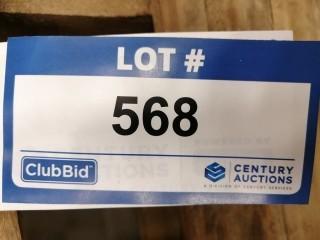 LOT #
568
ClubBid
CENTURY
AUCTIONS
A DIVISION OF CENTURY SERVICES